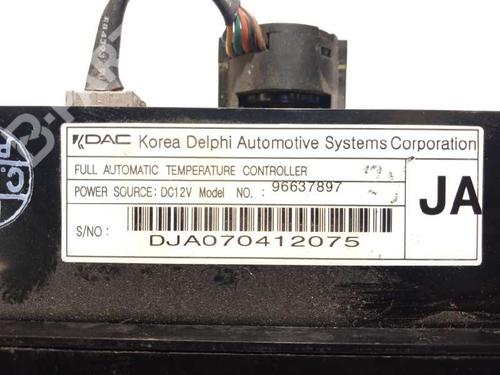 KDAC Korea Delphi Automotive Systems Corporation
FULL AUTOMATIC TEMPERATURE CONTROLLER
POWER SOURCE: DC12V Model NO. : 96637897
JA
S/NO :
DJA070412075